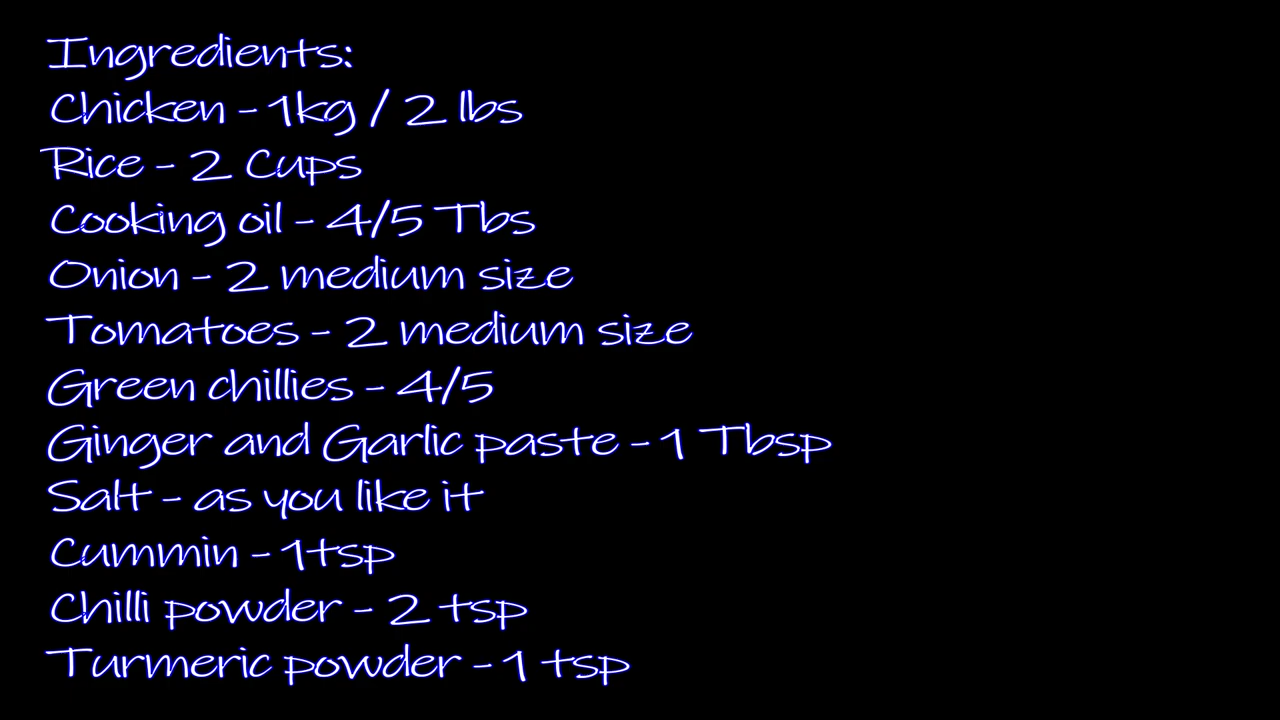 Ingredients:
Chicken - 1kg / 2 lbs
Rice - 2 Cups
Cooking oil - 4/5 Tbs
Onion - 2 medium size
Tomatoes - 2 medium size
Green chillies - 4/5
Ginger and Garlic paste - 1 Tbsp
Salt - as you like it
Cummin - 1tsp
Chilli powder - 2 tsp
Turmeric powder - 1 tsp